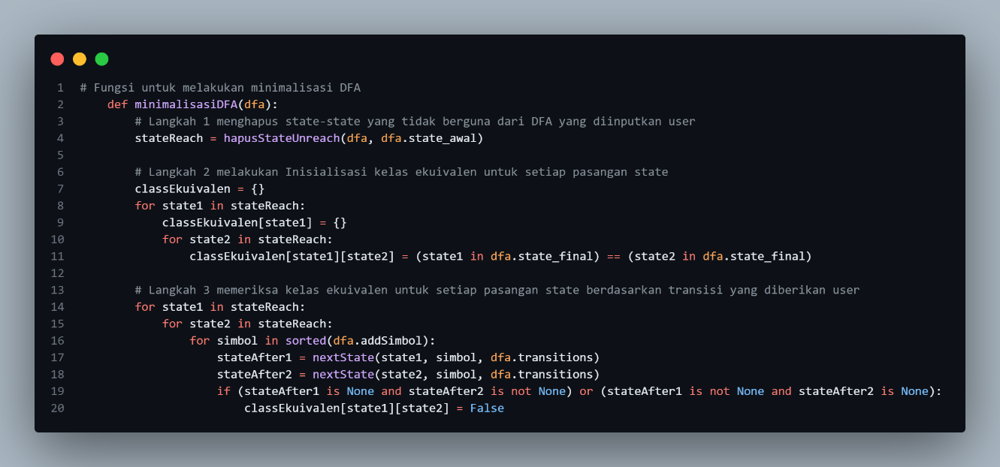 1 # Fungsi untuk melakukan minimalisasi DFA
2     def minimalisasiDFA(dfa):
3         # Langkah 1 menghapus state-state yang tidak berguna dari DFA yang diinputkan user
4         stateReach = hapusStateUnreach(dfa, dfa.state_awal)
5
6         # Langkah 2 melakukan Inisialisasi kelas ekuivalen untuk setiap pasangan state
7         classEkuivalen = {}
8         for state1 in stateReach:
9             classEkuivalen[state1] = {}
10             for state2 in stateReach:
11                 classEkuivalen[state1][state2] = (state1 in dfa.state_final) == (state2 in dfa.state_final)
12
13         # Langkah 3 memeriksa kelas ekuivalen untuk setiap pasangan state berdasarkan transisi yang diberikan user
14         for state1 in stateReach:
15             for state2 in stateReach:
16                 for simbol in sorted(dfa.addSimbol):
17                     stateAfter1 = nextState(state1, simbol, dfa.transitions)
18                     stateAfter2 = nextState(state2, simbol, dfa.transitions)
19                     if (stateAfter1 is None and stateAfter2 is not None) or (stateAfter1 is not None and stateAfter2 is None):
20                         classEkuivalen[state1][state2] = False